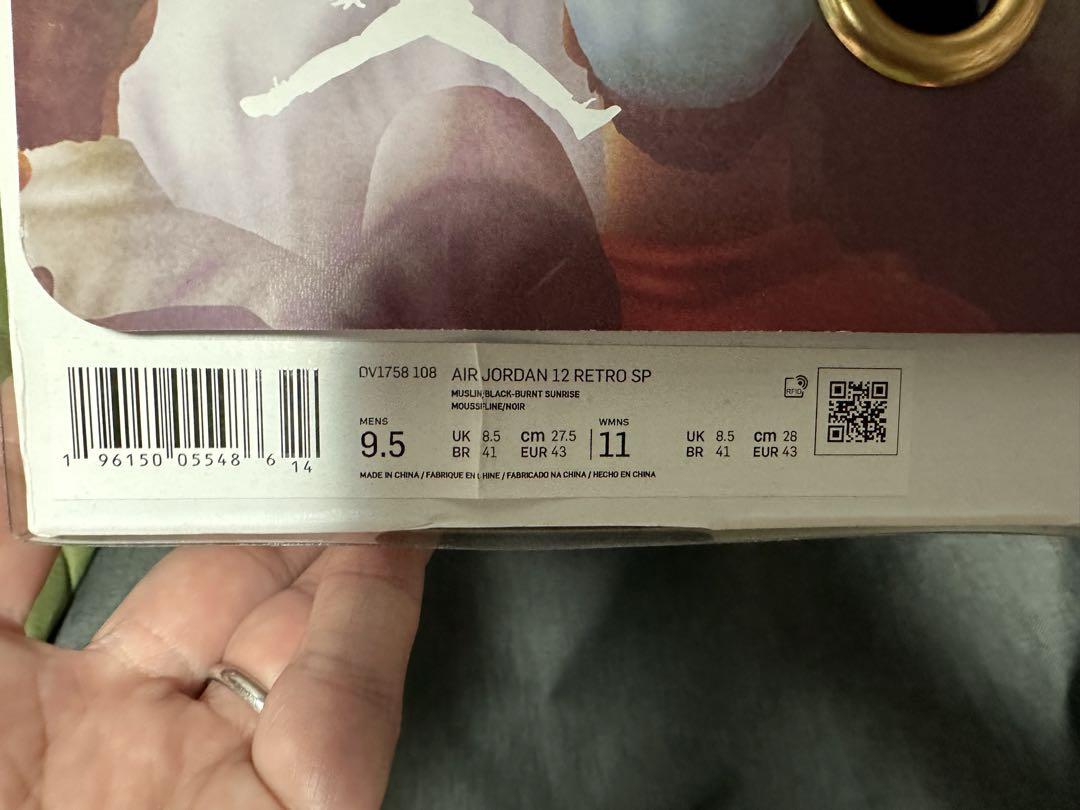 DV1758 108 AIR JORDAN 12 RETRO SP
MUSLIN/BLACK-BURNT SUNRISE
MOUSSELINE/NOIR
MENS
9.5
UK 8.5 cm 27.5
BR 41 EUR 43
WMNS
11
UK 8.5 cm 28
BR 41 EUR 43
MADE IN CHINA / FABRIQUE EN CHINE / FABRICADO NA CHINA / HECHO EN CHINA
RFID
1 96150 05548 6 14